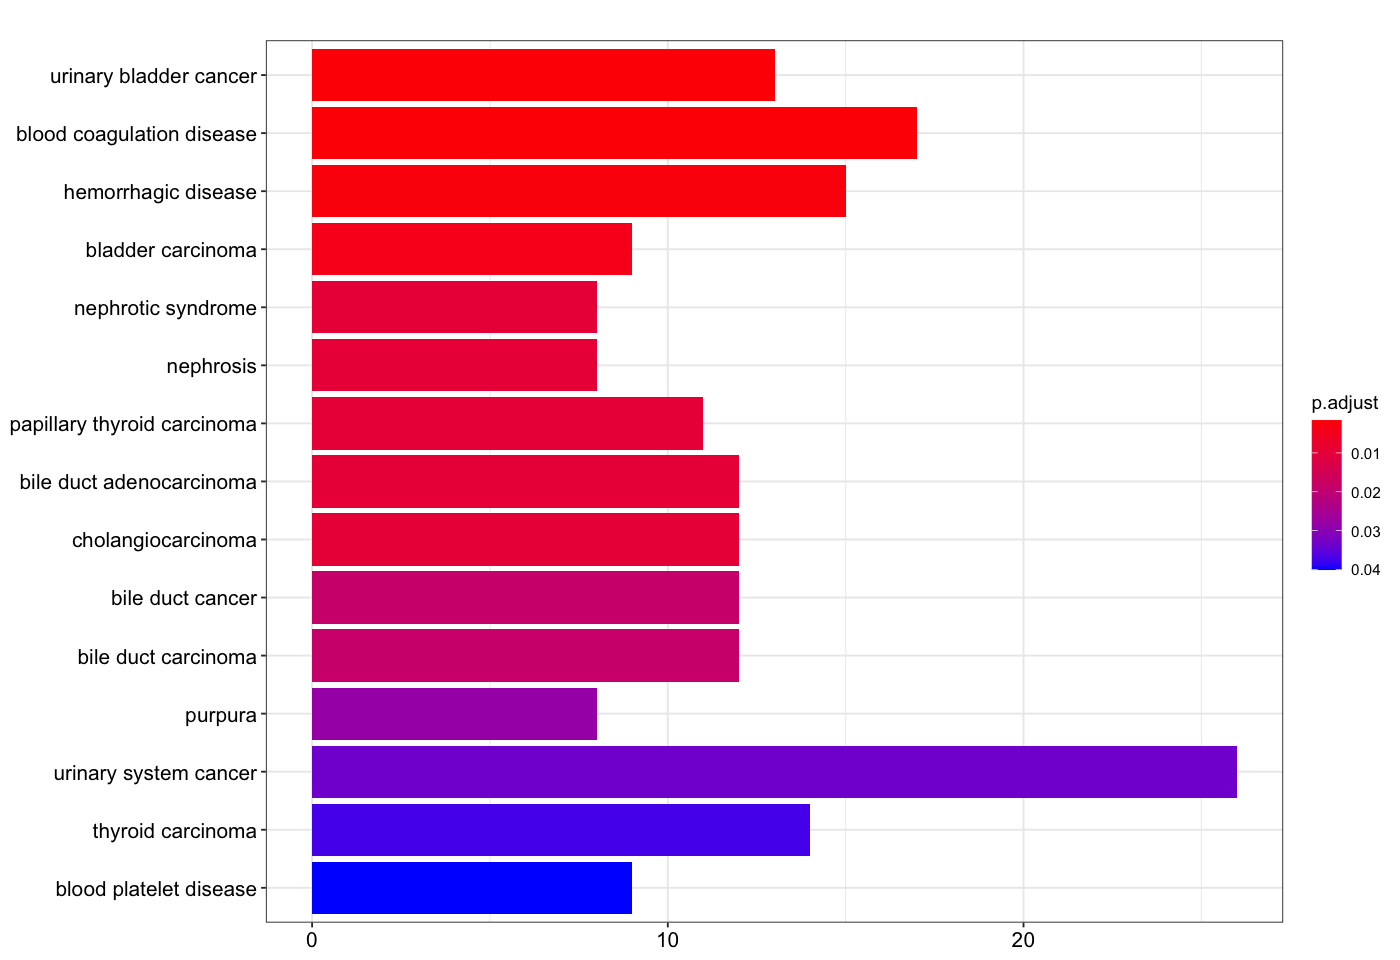 urinary bladder cancer
blood coagulation disease
hemorrhagic disease
bladder carcinoma
nephrotic syndrome
nephrosis
papillary thyroid carcinoma
bile duct adenocarcinoma
cholangiocarcinoma
bile duct cancer
bile duct carcinoma
purpura
urinary system cancer
thyroid carcinoma
blood platelet disease
0 10 20
p.adjust
0.01
0.02
0.03
0.04